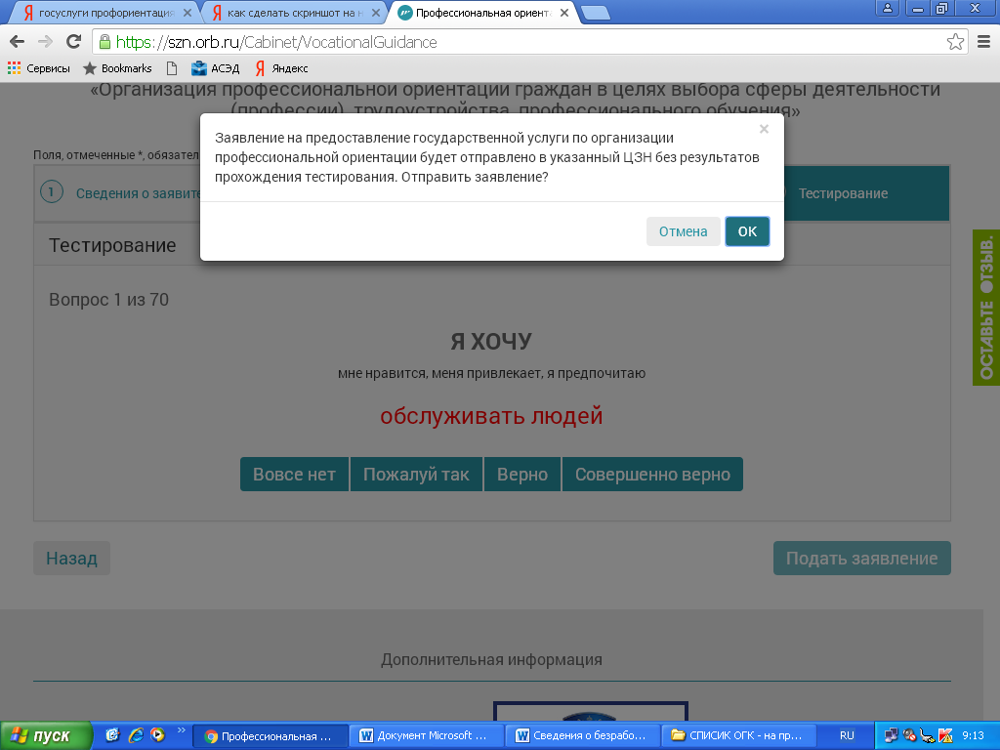 госуслуги профориентация
как сделать скриншот на н
Профессиональная ориент
https://szn.orb.ru/Cabinet/VocationalGuidance
Сервисы Bookmarks АСЭД Яндекс
«Организация профессиональной ориентации граждан в целях выбора сферы деятельности
(профессии), трудоустройства, профессионального обучения»
Заявление на предоставление государственной услуги по организации
профессиональной ориентации будет отправлено в указанный ЦЗН без результатов
прохождения тестирования. Отправить заявление?
Отмена OK
Поля, отмеченные *, обязател
1 Сведения о заявите
Тестирование
Тестирование
Вопрос 1 из 70
Я ХОЧУ
мне нравится, меня привлекает, я предпочитаю
обслуживать людей
Вовсе нет Пожалуй так Верно Совершенно верно
Назад Подать заявление
ОСТАВЬТЕ ОТЗЫВ.
Дополнительная информация
пуск
Профессиональная ...
Документ Microsoft ...
Сведения о безрабо...
СПИСИК ОГК - на пр...
RU
9:13